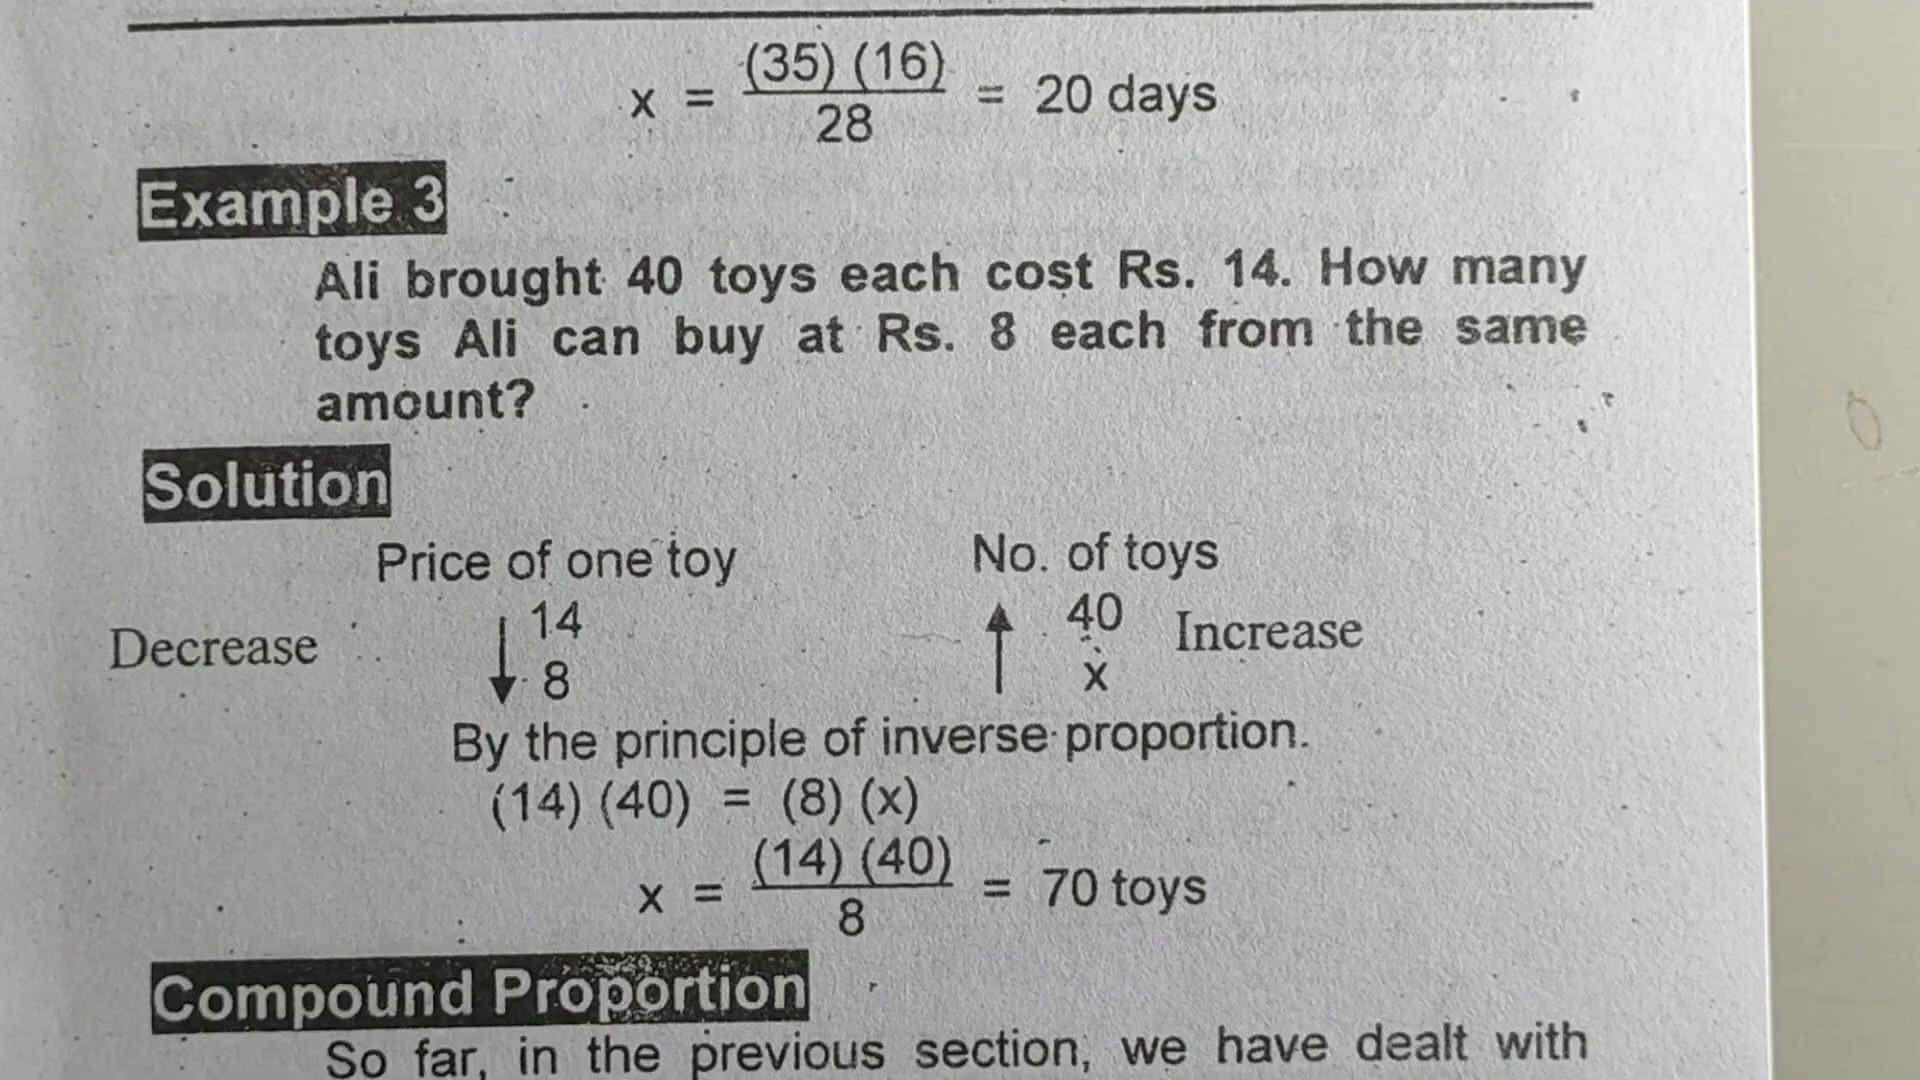 x = (35) (16) / 28 = 20 days
Example 3
Ali brought 40 toys each cost Rs. 14. How many
toys Ali can buy at Rs. 8 each from the same
amount?
Solution
Price of one toy No. of toys
Decrease ↓ 14 ↑ 40 Increase
8 x
By the principle of inverse proportion.
(14) (40) = (8) (x)
x = (14) (40) / 8 = 70 toys
Compound Proportion
So far, in the previous section, we have dealt with